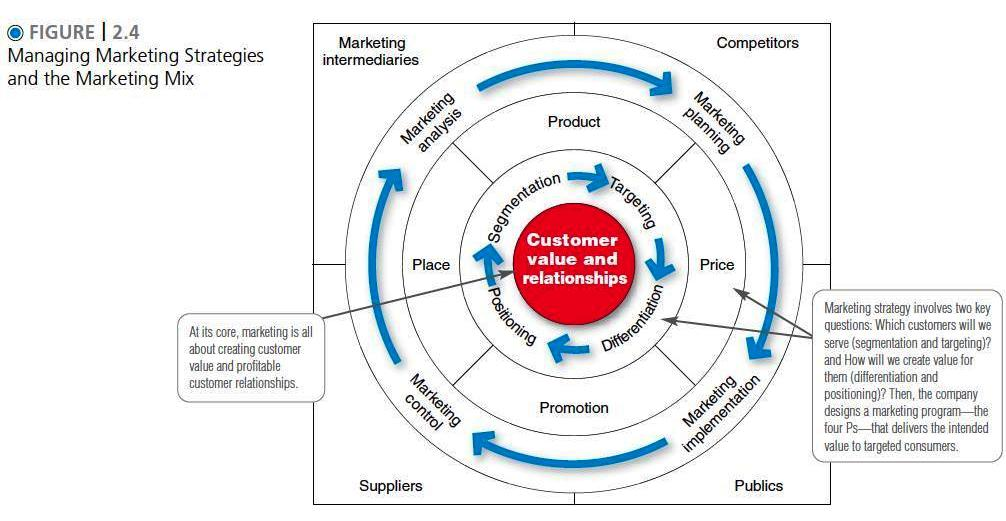 FIGURE | 2.4
Managing Marketing Strategies
and the Marketing Mix
Marketing
intermediaries
Competitors
Marketing
analysis
Marketing
planning
Product
Segmentation
Targeting
Customer
value and
relationships
Place
Price
Positioning
Differentiation
At its core, marketing is all
about creating customer
value and profitable
customer relationships.
Marketing strategy involves two key
questions: Which customers will we
serve (segmentation and targeting)?
and How will we create value for
them (differentiation and
positioning)? Then, the company
designs a marketing program—the
four Ps—that delivers the intended
value to targeted consumers.
Marketing
control
Promotion
Marketing
implementation
Suppliers
Publics